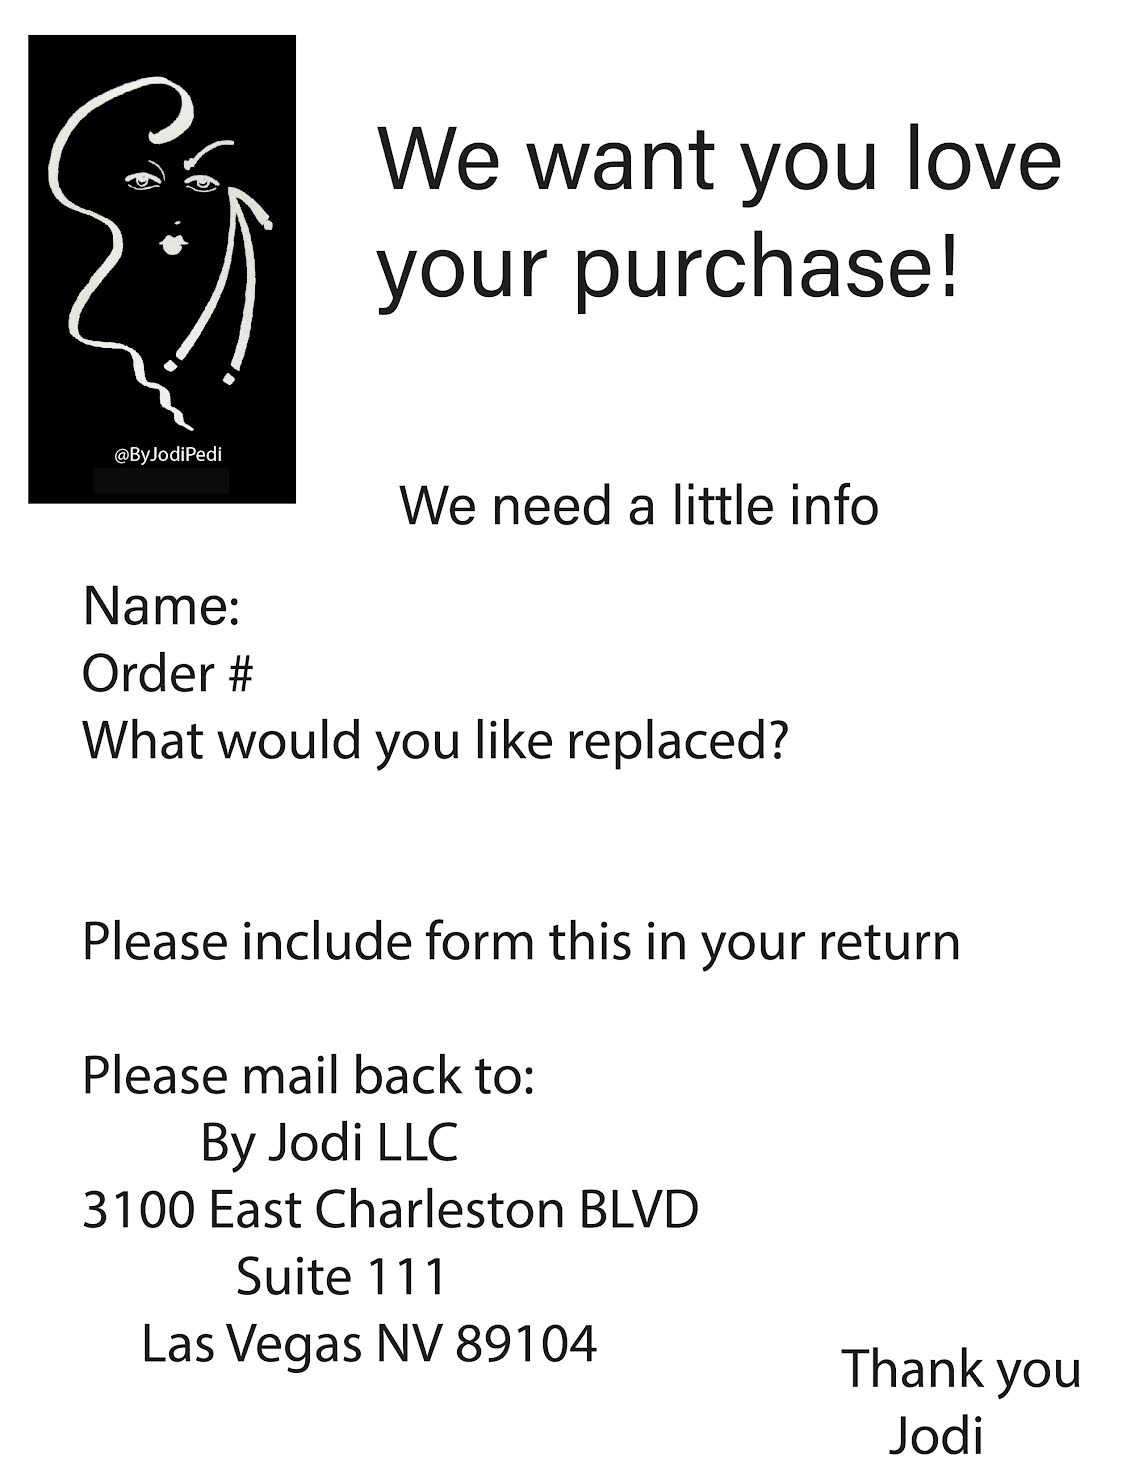 We want you love
your purchase!
@ByJodiPedi
We need a little info
Name:
Order #
What would you like replaced?
Please include form this in your return
Please mail back to:
By Jodi LLC
3100 East Charleston BLVD
Suite 111
Las Vegas NV 89104
Thank you
Jodi